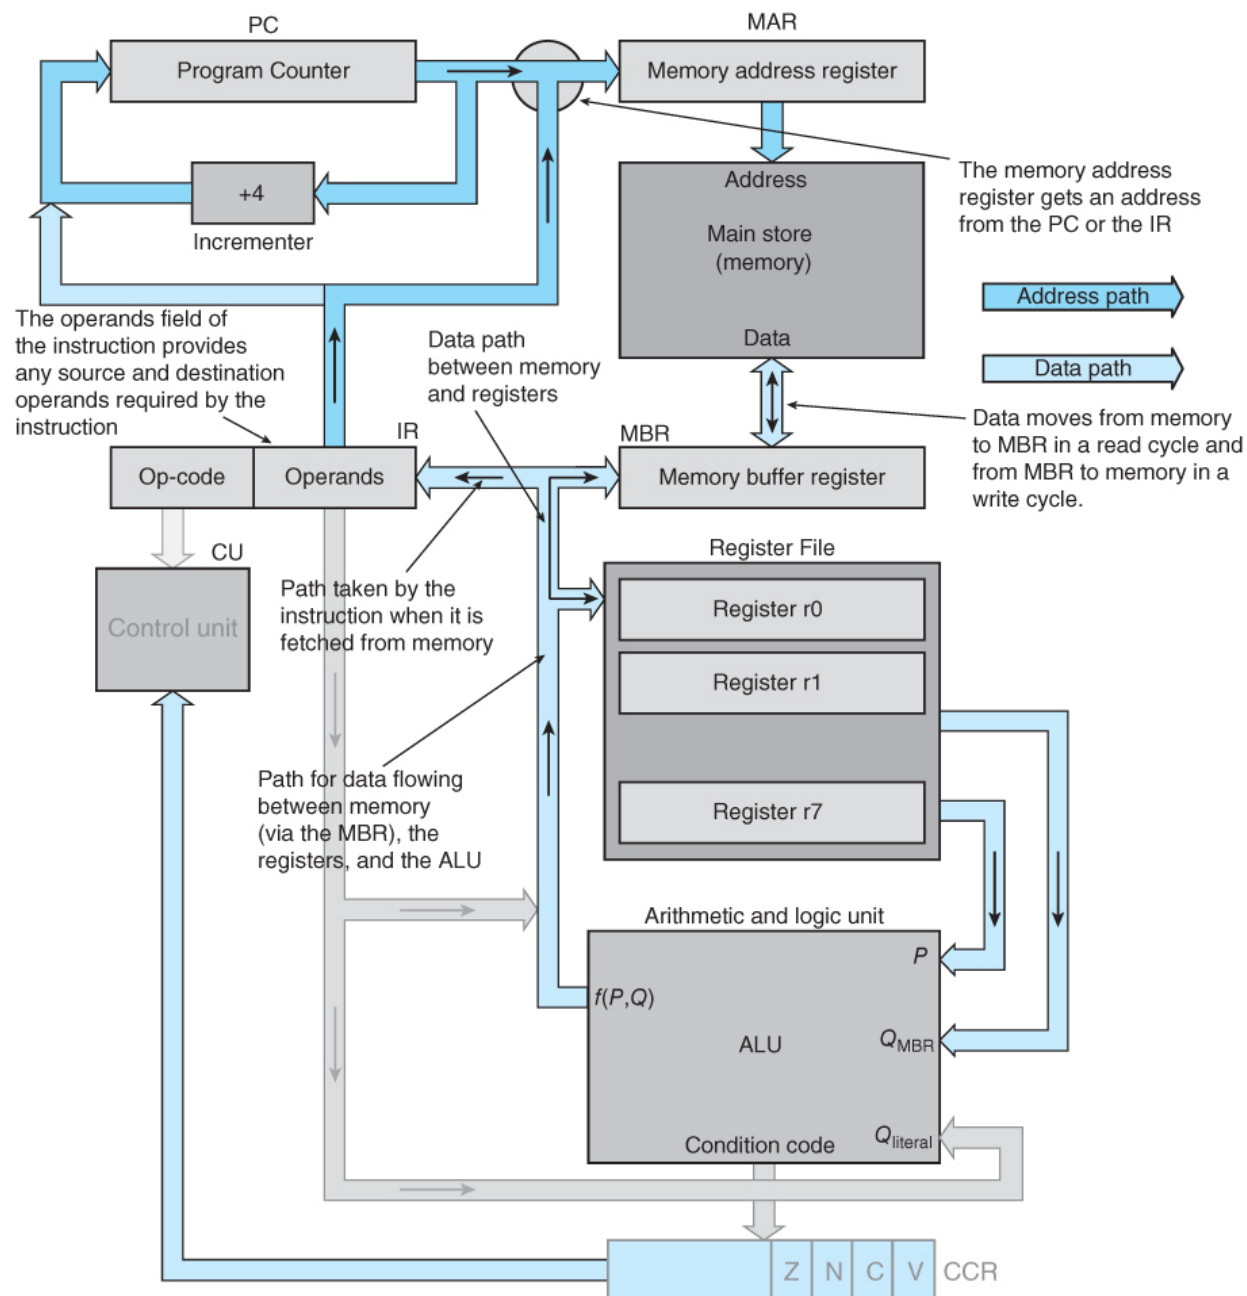 PC
MAR
Program Counter
Memory address register
+4
Incrementer
Address
Main store
(memory)
Data
The memory address
register gets an address
from the PC or the IR
Address path
Data path
The operands field of
the instruction provides
any source and destination
operands required by the
instruction
Data path
between memory
and registers
Data moves from memory
to MBR in a read cycle and
from MBR to memory in a
write cycle.
IR
MBR
Op-code
Operands
Memory buffer register
CU
Control unit
Path taken by the
instruction when it is
fetched from memory
Register File
Register r0
Register r1
Register r7
Path for data flowing
between memory
(via the MBR), the
registers, and the ALU
Arithmetic and logic unit
P
f(P,Q)
ALU
QMBR
Qliteral
Condition code
Z N C V CCR